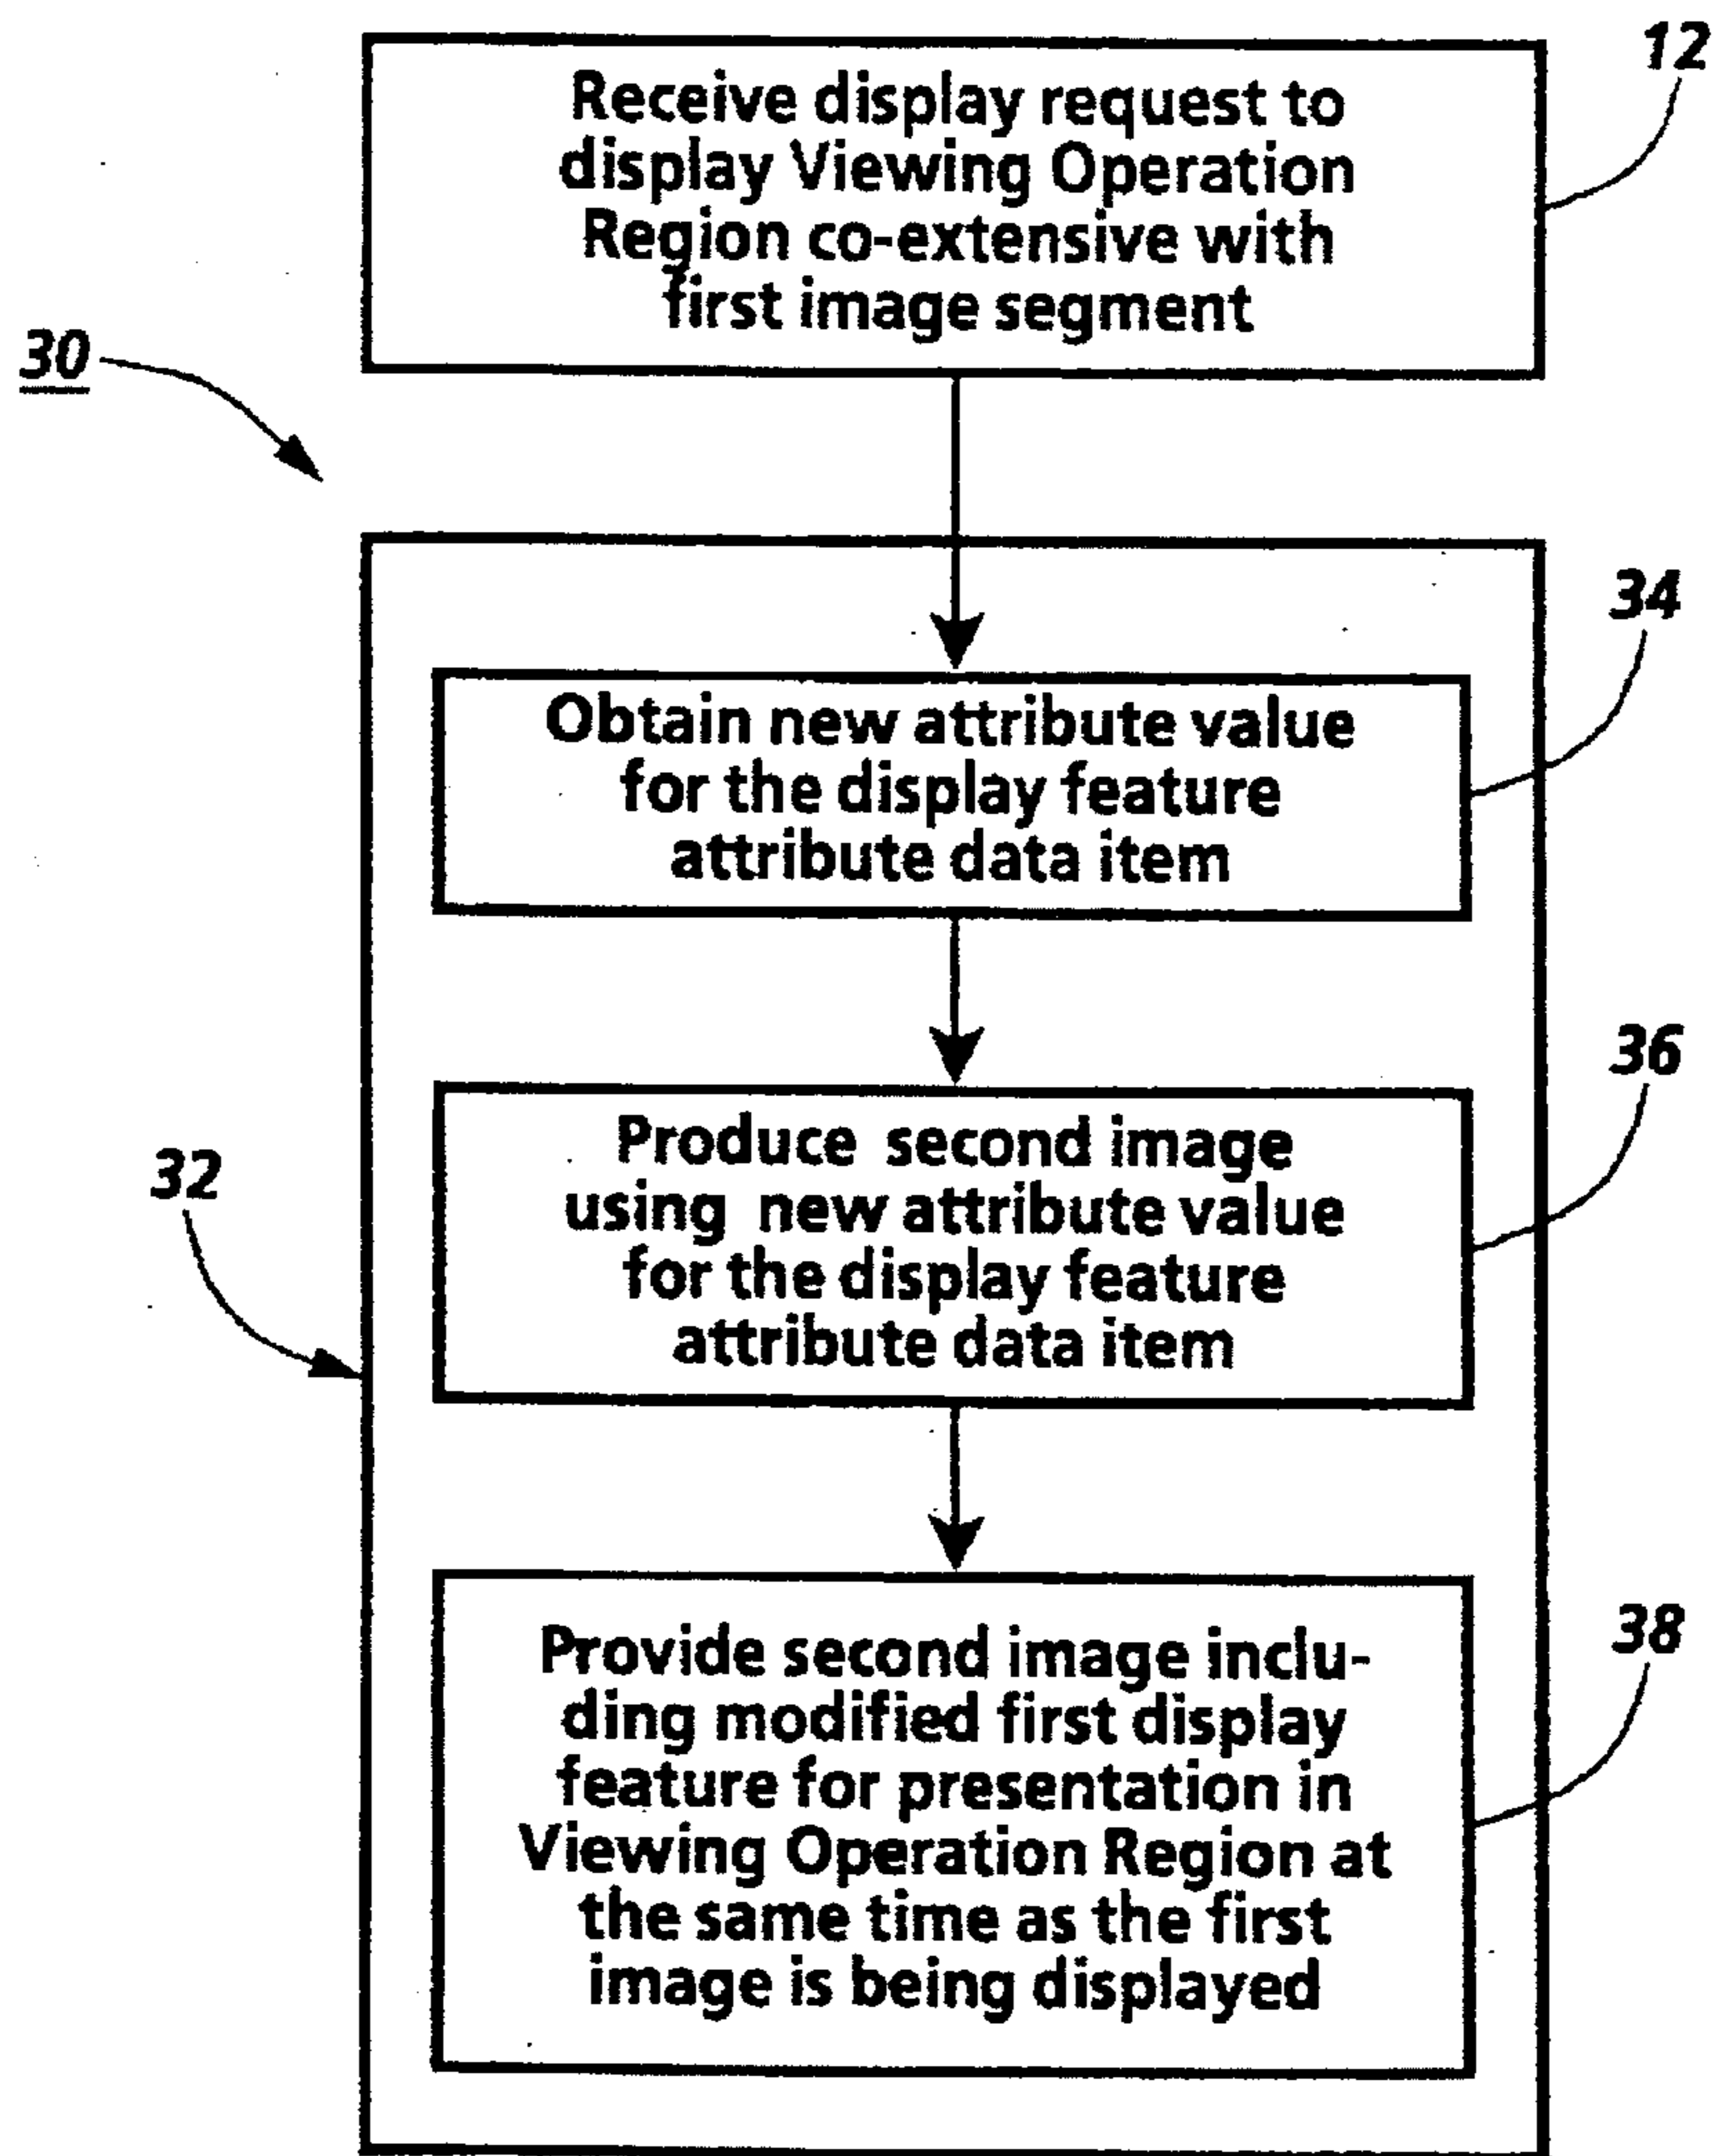 12
Receive display request to
display Viewing Operation
Region co-extensive with
first image segment
30
34
Obtain new attribute value
for the display feature
attribute data item
36
Produce second image
using new attribute value
for the display feature
attribute data item
32
38
Provide second image inclu-
ding modified first display
feature for presentation in
Viewing Operation Region at
the same time as the first
image is being displayed